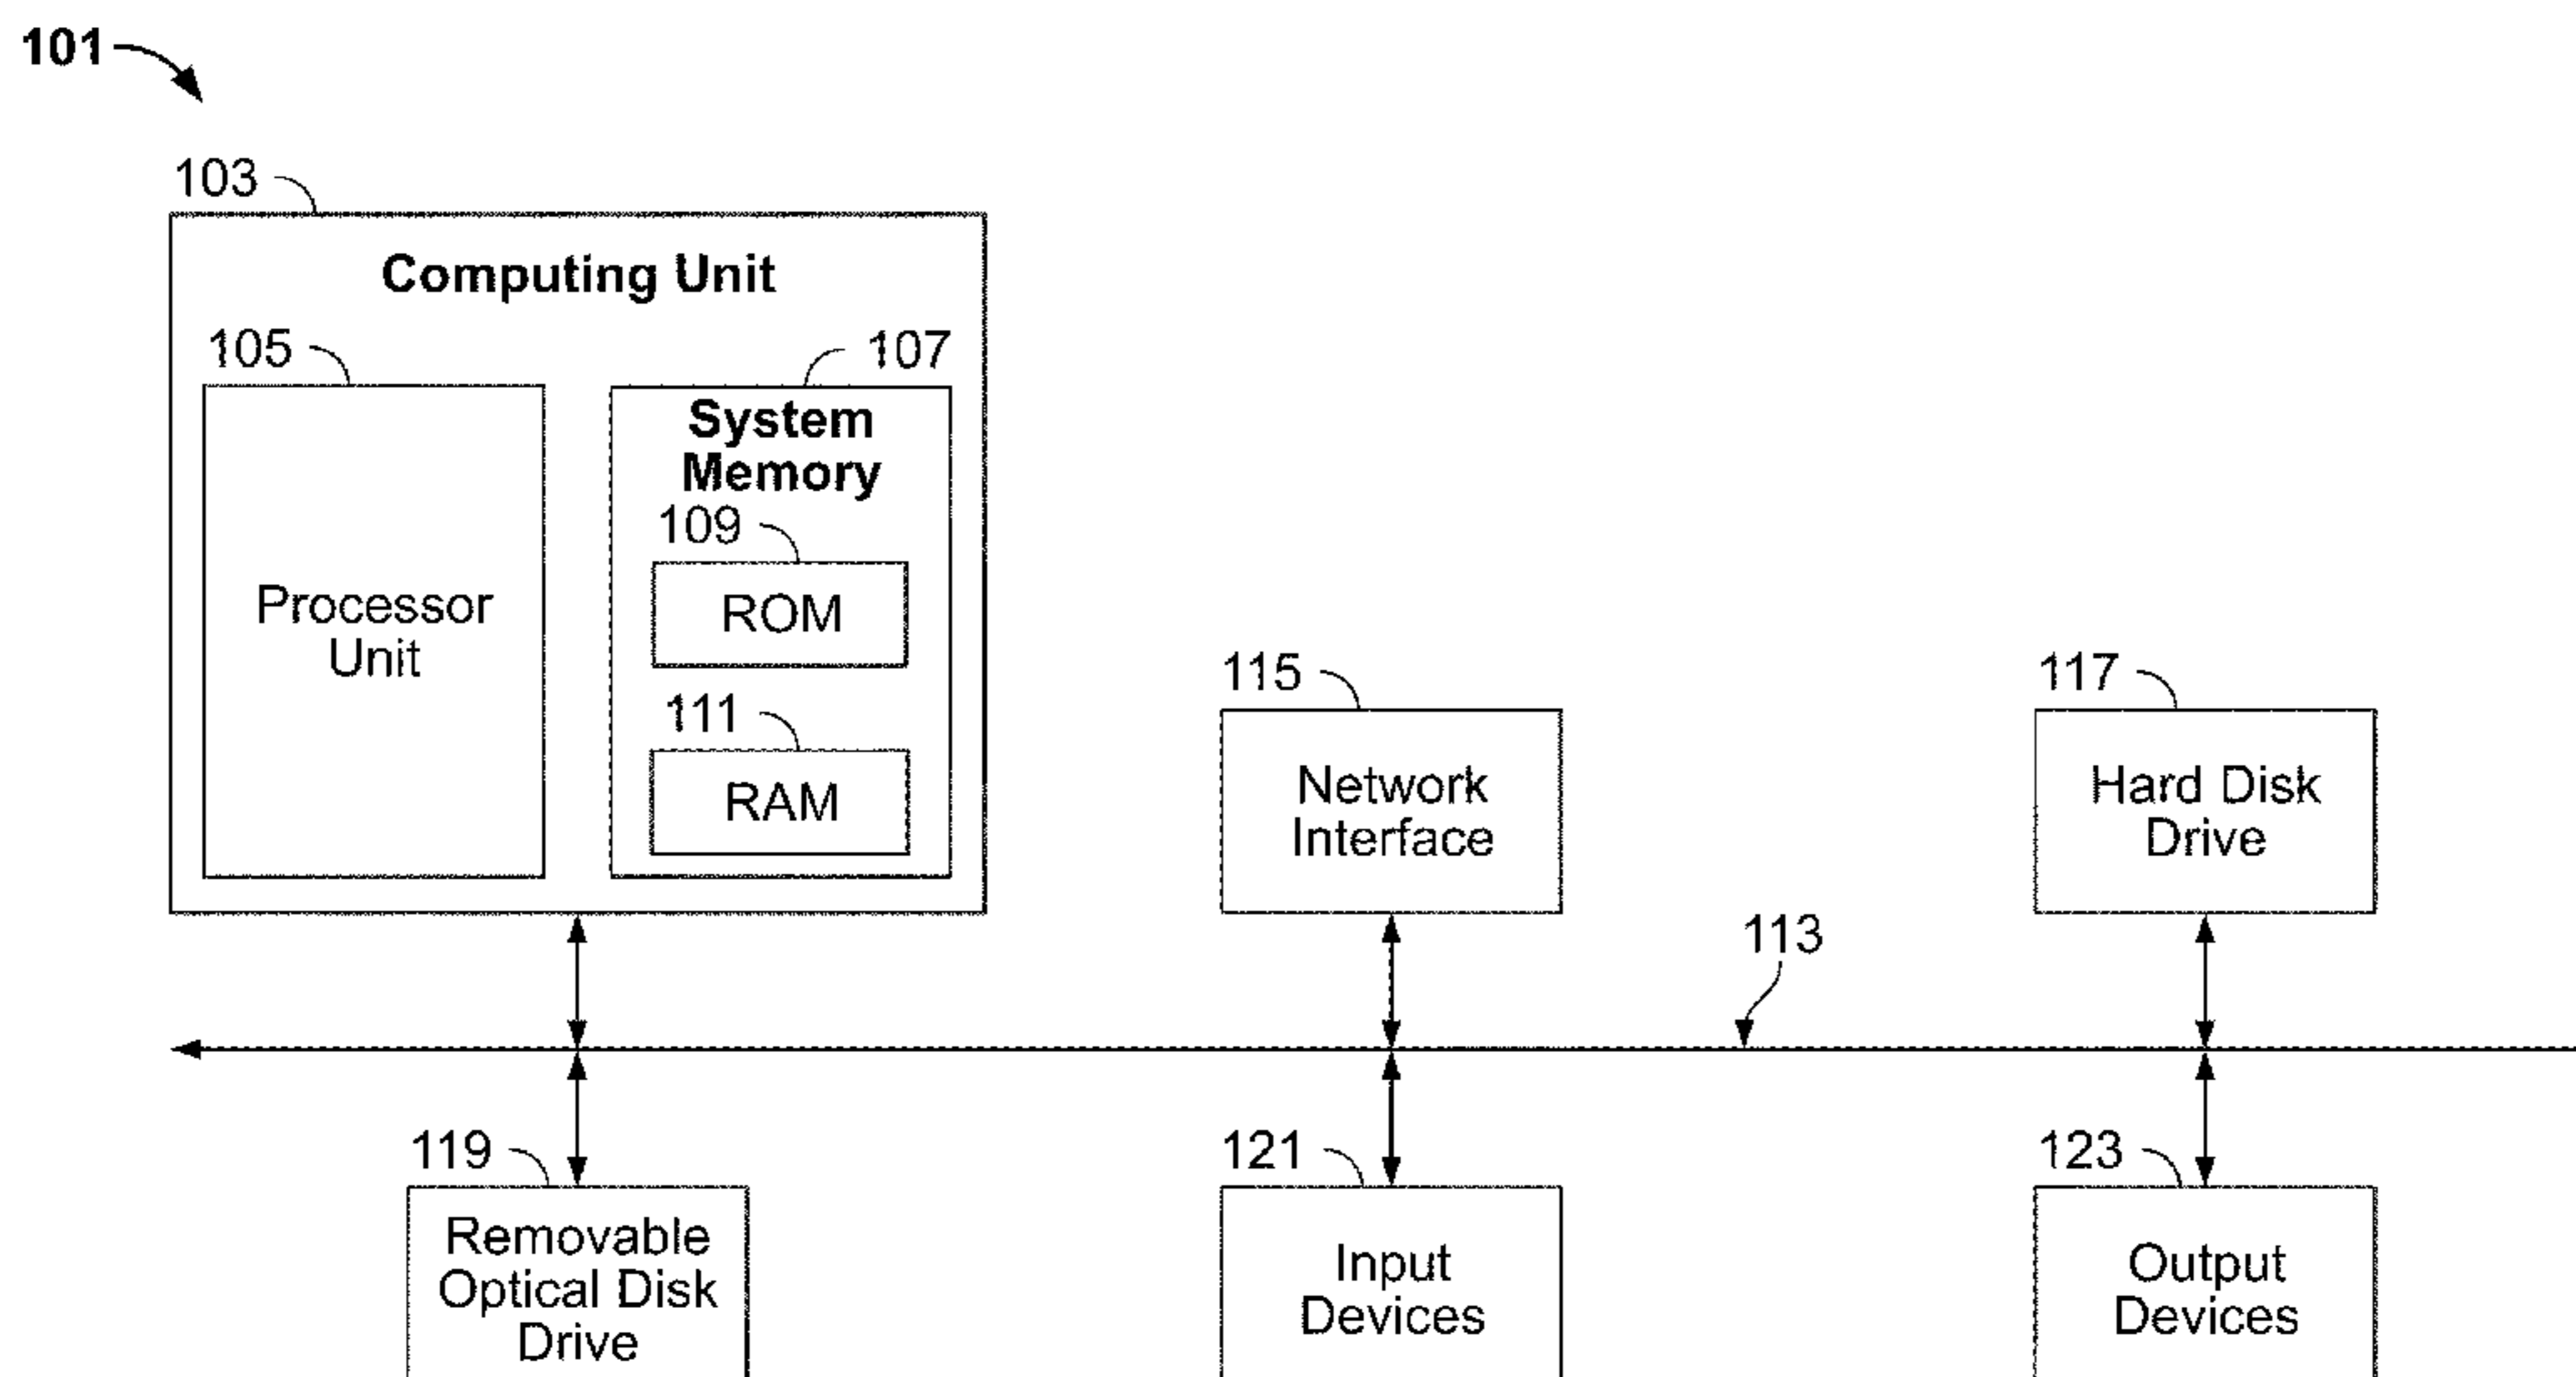 101
103
Computing Unit
105
107
System
Memory
109
Processor
Unit
ROM
111
RAM
115
Network
Interface
117
Hard Disk
Drive
113
119
Removable
Optical Disk
Drive
121
Input
Devices
123
Output
Devices